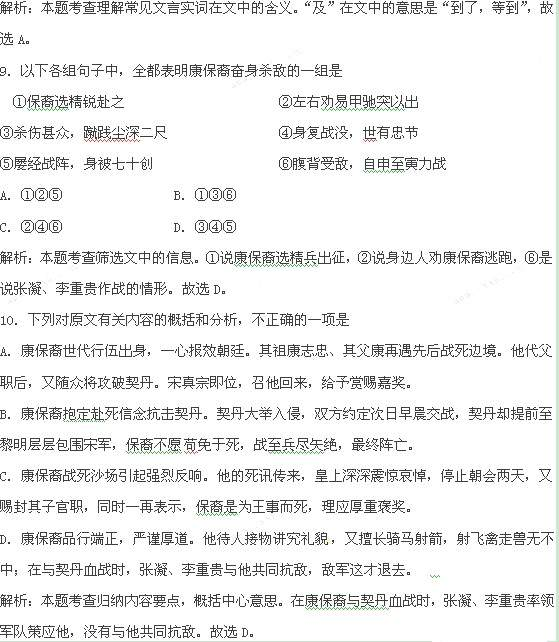 解析：本题考查理解常见文言实词在文中的含义。“及”在文中的意思是“到了，等到”，故
选 A。
9．以下各组句子中，全都表明康保裔奋身杀敌的一组是
①保裔选精锐赴之 ②左右劝易甲驰突以出
③杀伤甚众，蹴践尘深二尺 ④身复战没，世有忠节
⑤屡经战阵，身被七十创 ⑥腹背受敌，自申至寅力战
A．①②⑤ B．①③⑥
C．②④⑥ D．③④⑤
解析：本题考查筛选文中的信息。①说康保裔选精兵出征，②说身边人劝康保裔逃跑，⑥是
说张凝、李重贵作战的情形。故选 D。
10．下列对原文有关内容的概括和分析，不正确的一项是
A．康保裔世代行伍出身，一心报效朝廷。其祖康志忠、其父康再遇先后战死边境。他代父
职后，又随众将攻破契丹。宋真宗即位，召他回来，给予赏赐嘉奖。
B．康保裔抱定赴死信念抗击契丹。契丹大举入侵，双方约定次日早晨交战，契丹却提前至
黎明层层包围宋军，保裔不愿苟免于死，战至兵尽矢绝，最终阵亡。
C．康保裔战死沙场引起强烈反响。他的死讯传来，皇上深深震惊哀悼，停止朝会两天，又
赐封其子官职，同时一再表示，保裔是为王事而死，理应厚重褒奖。
D．康保裔品行端正，严谨厚道。他待人接物讲究礼貌，又擅长骑马射箭，射飞禽走兽无不
中；在与契丹血战时，张凝、李重贵与他共同抗敌，敌军这才退去。
解析：本题考查归纳内容要点，概括中心意思。在康保裔与契丹血战时，张凝、李重贵率领
军队策应他，没有与他共同抗敌。故选 D。